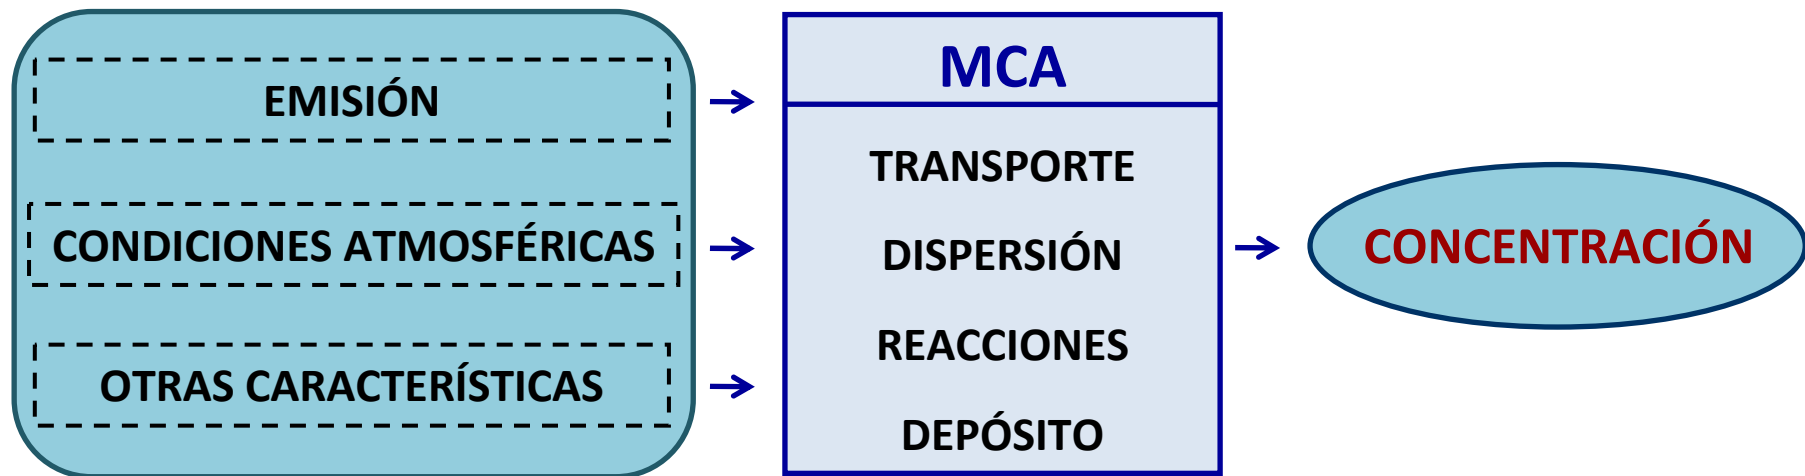 EMISIÓN
CONDICIONES ATMOSFÉRICAS
OTRAS CARACTERÍSTICAS
MCA
TRANSPORTE
DISPERSIÓN
REACCIONES
DEPÓSITO
CONCENTRACIÓN